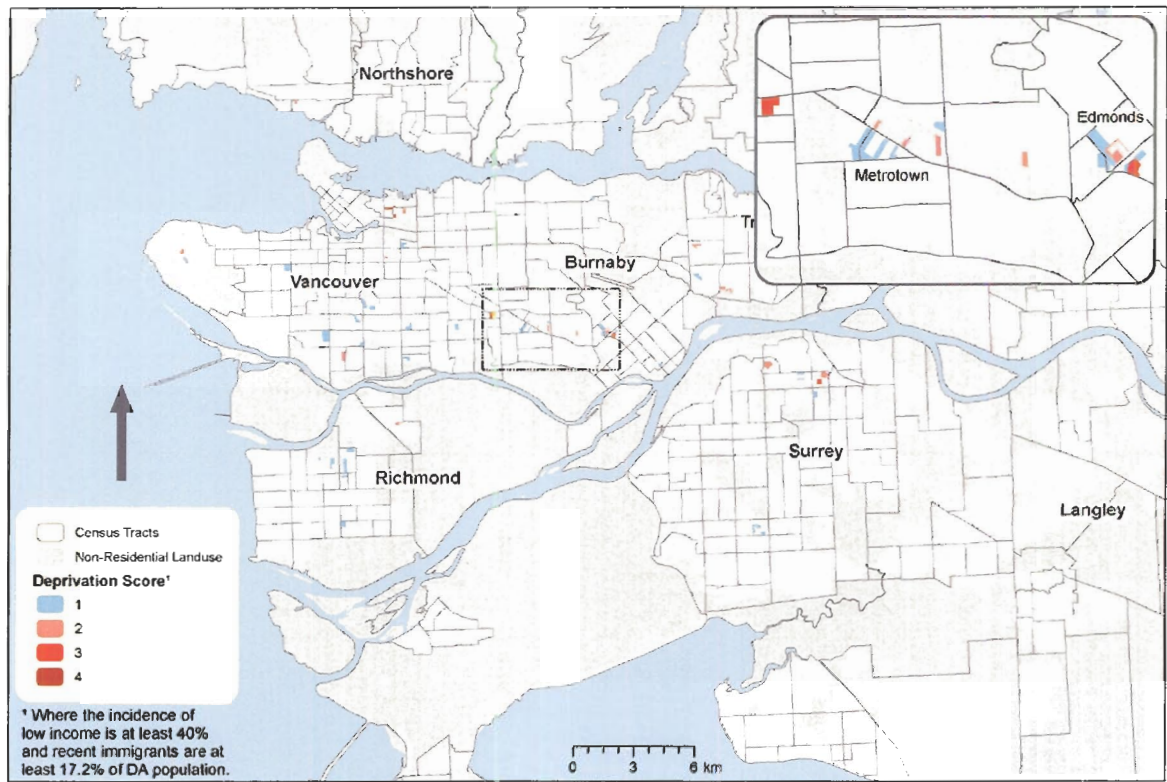 Northshore
Edmonds
Metrotown
Tr
Burnaby
Vancouver
Richmond
Surrey
Langley
Census Tracts
Non-Residential Landuse
Deprivation Score¹
1
2
3
4
¹ Where the incidence of
low income is at least 40%
and recent immigrants are at
least 17.2% of DA population.
0 3 6 km